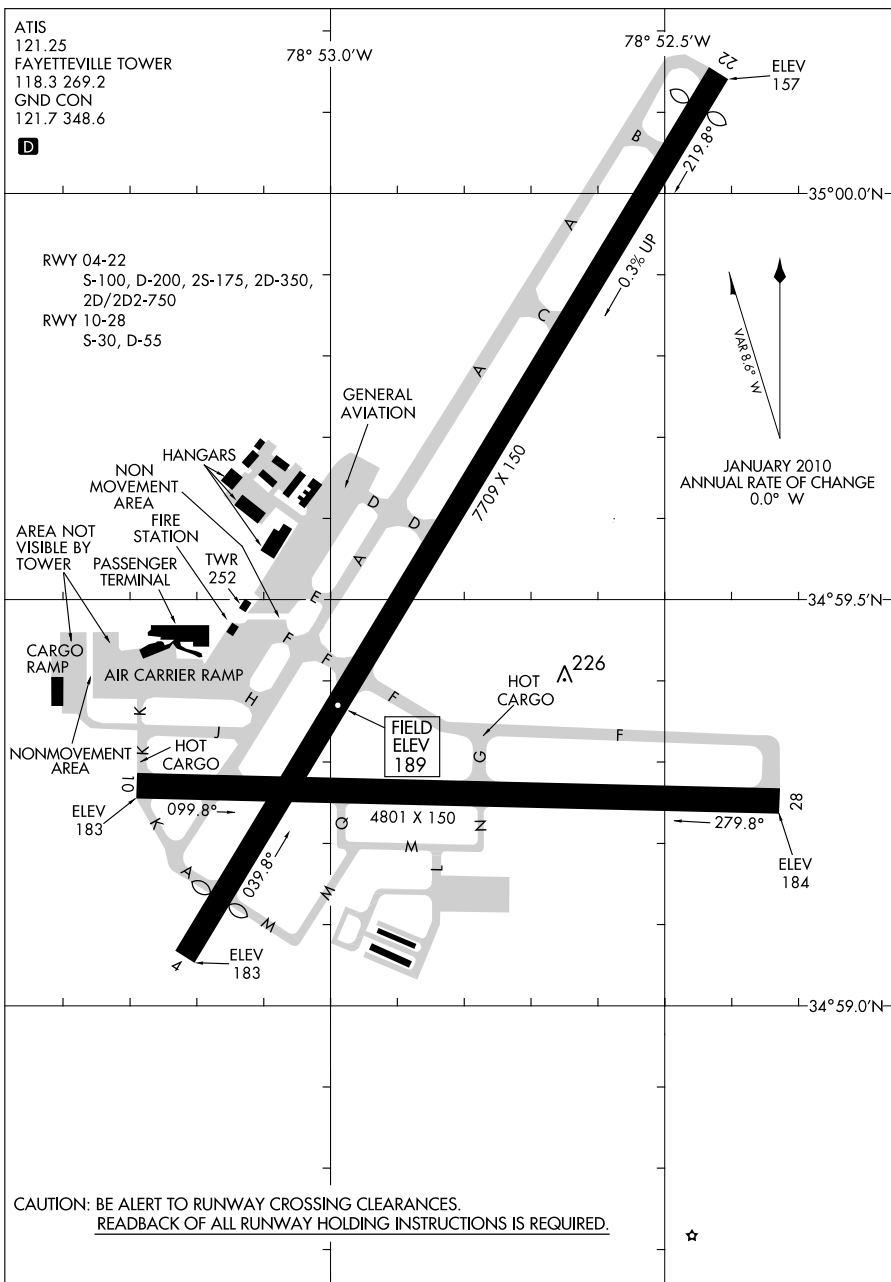 ATIS
121.25
FAYETTEVILLE TOWER
118.3 269.2
GND CON
121.7 348.6
D
78° 53.0'W
78° 52.5'W
22
ELEV
157
B
219.8°
35°00.0'N
A
0.3% UP
RWY 04-22
S-100, D-200, 2S-175, 2D-350,
2D/2D2-750
RWY 10-28
S-30, D-55
C
A
VAR 8.6° W
JANUARY 2010
ANNUAL RATE OF CHANGE
0.0° W
GENERAL
AVIATION
HANGARS
NON
MOVEMENT
AREA
7709 X 150
D
D
FIRE
STATION
AREA NOT
VISIBLE BY
TOWER
PASSENGER
TERMINAL
TWR
252
A
E
34°59.5'N
F
F
F
CARGO
RAMP
AIR CARRIER RAMP
H
226
HOT
CARGO
K
J
FIELD
ELEV
189
F
NONMOVEMENT
AREA
K
HOT
CARGO
G
10
28
ELEV
183
099.8°
4801 X 150
279.8°
K
Q
N
M
ELEV
184
A
039.8°
L
M
M
4
ELEV
183
34°59.0'N
CAUTION: BE ALERT TO RUNWAY CROSSING CLEARANCES.
READBACK OF ALL RUNWAY HOLDING INSTRUCTIONS IS REQUIRED.